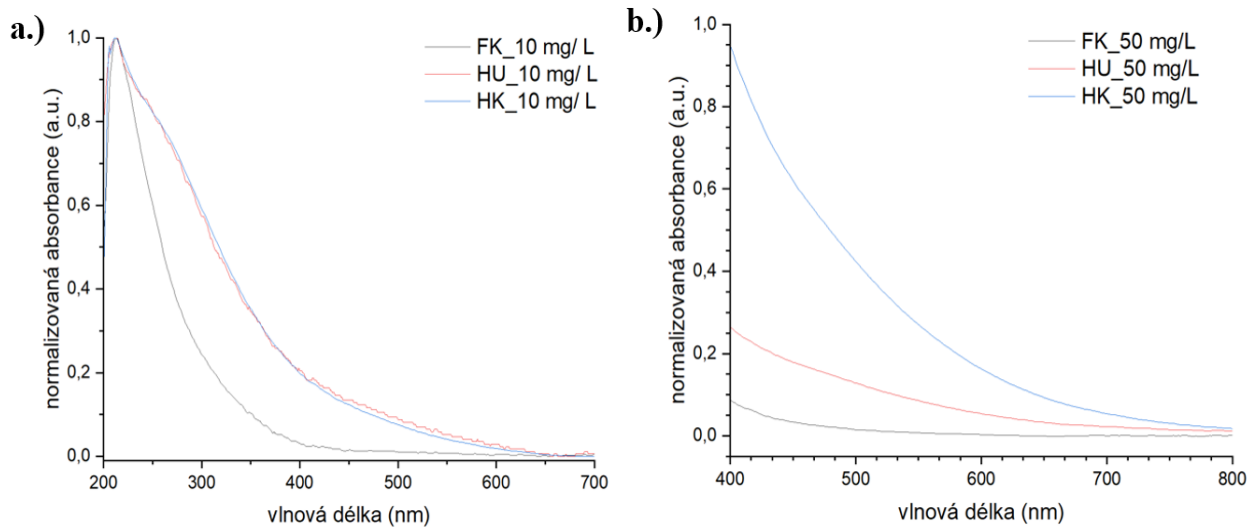 a.)
FK_10 mg/ L
HU_10 mg/ L
HK_10 mg/ L
normalizovaná absorbance (a.u.)
1,0
0,8
0,6
0,4
0,2
0,0
200
300
400
500
600
700
vlnová délka (nm)
b.)
FK_50 mg/L
HU_50 mg/L
HK_50 mg/L
normalizovaná absorbance (a.u.)
1,0
0,8
0,6
0,4
0,2
0,0
400
500
600
700
800
vlnová délka (nm)